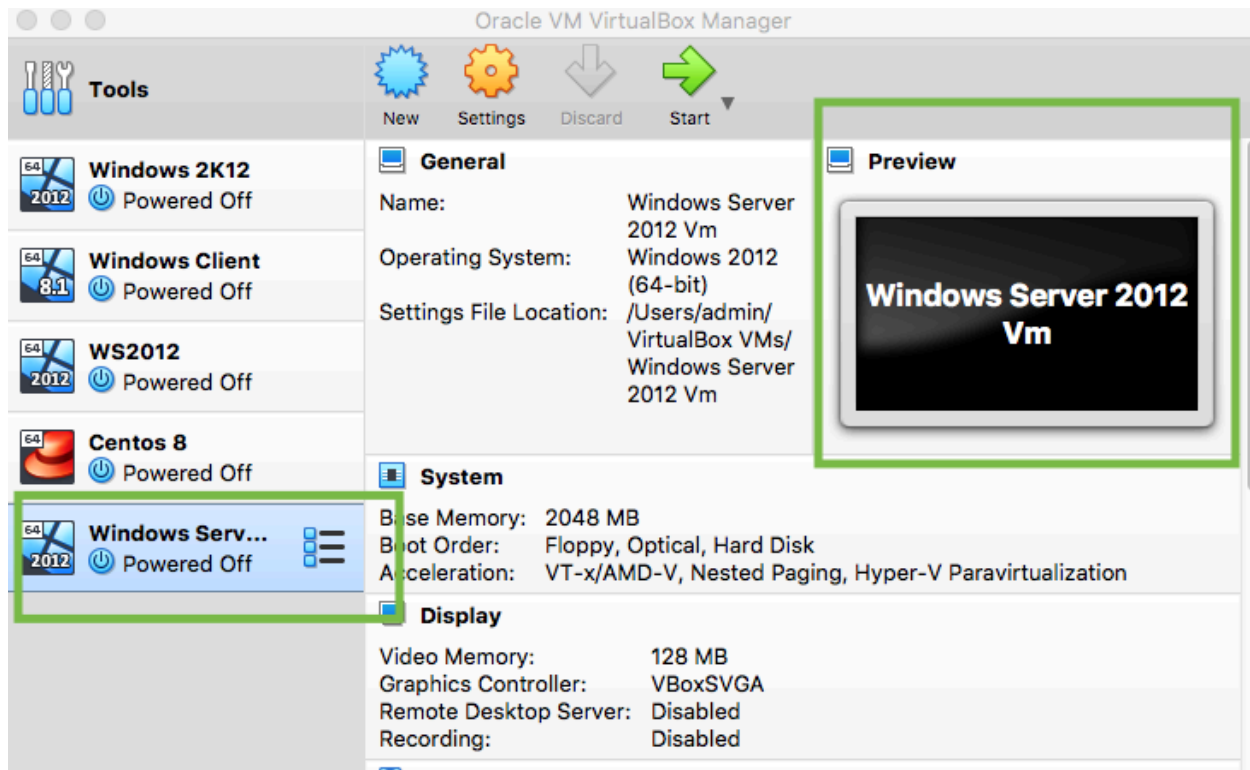 Oracle VM VirtualBox Manager
Tools
New Settings Discard Start
64
2012
Windows 2K12
Powered Off
64
8.1
Windows Client
Powered Off
64
2012
WS2012
Powered Off
64
Centos 8
Powered Off
64
2012
Windows Serv...
Powered Off
General
Name: Windows Server
2012 Vm
Operating System: Windows 2012
(64-bit)
Settings File Location: /Users/admin/
VirtualBox VMs/
Windows Server
2012 Vm
Preview
Windows Server 2012
Vm
System
Base Memory: 2048 MB
Boot Order: Floppy, Optical, Hard Disk
Acceleration: VT-x/AMD-V, Nested Paging, Hyper-V Paravirtualization
Display
Video Memory: 128 MB
Graphics Controller: VBoxSVGA
Remote Desktop Server: Disabled
Recording: Disabled